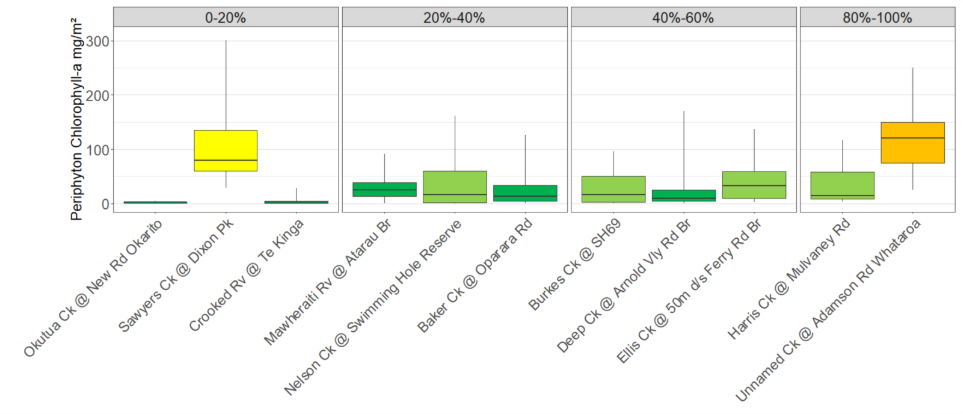 0-20%
20%-40%
40%-60%
80%-100%
Periphyton Chlorophyll-a mg/m²
300
200
100
0
Okutua Ck @ New Rd Okarito
Sawyers Ck @ Dixon Pk
Crooked Rv @ Te Kinga
Mawheraiti Rv @ Atarau Br
Nelson Ck @ Swimming Hole Reserve
Baker Ck @ Oparara Rd
Burkes Ck @ SH69
Deep Ck @ Arnold Vly Rd Br
Ellis Ck @ 50m d/s Ferry Rd Br
Harris Ck @ Mulvaney Rd
Unnamed Ck @ Adamson Rd Whataroa